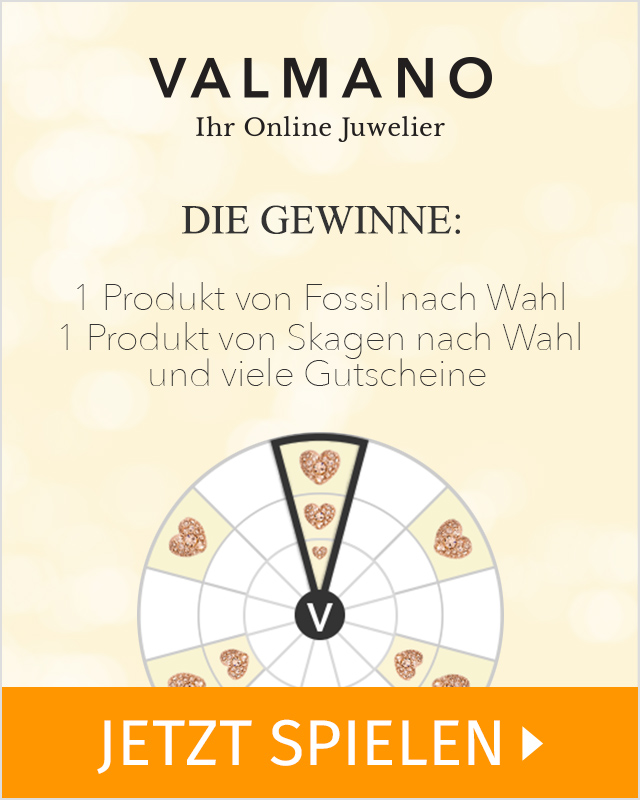 VALMANO
Ihr Online Juwelier
DIE GEWINNE:
1 Produkt von Fossil nach Wahl
1 Produkt von Skagen nach Wahl
und viele Gutscheine
V
JETZT SPIELEN